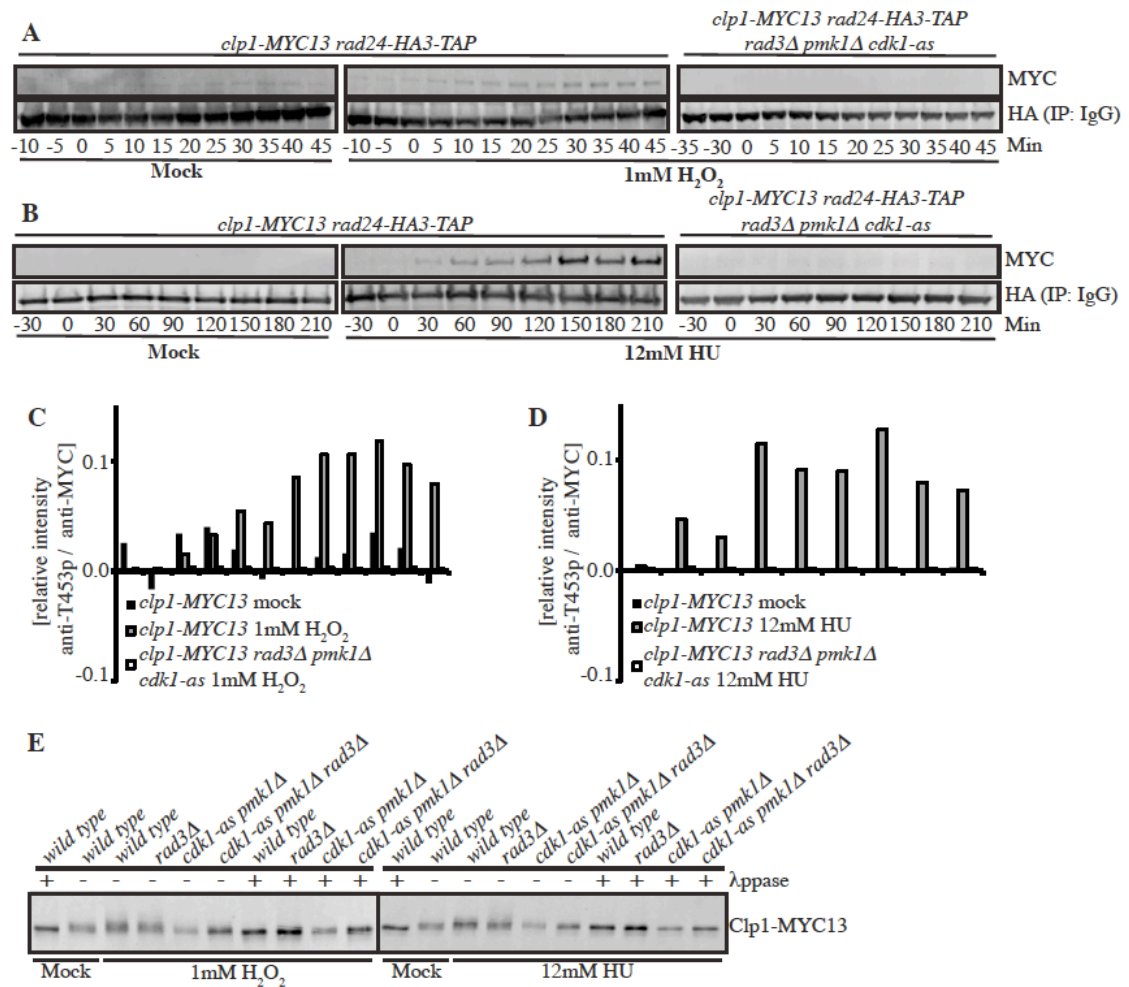 A
clp1-MYC13 rad24-HA3-TAP
clp1-MYC13 rad24-HA3-TAP
rad3Δ pmk1Δ cdk1-as
MYC
HA (IP: IgG)
-10 -5 0 5 10 15 20 25 30 35 40 45 -10 -5 0 5 10 15 20 25 30 35 40 45 -35 -30 0 5 10 15 20 25 30 35 40 45 Min
Mock 1mM H₂O₂
B
clp1-MYC13 rad24-HA3-TAP
clp1-MYC13 rad24-HA3-TAP
rad3Δ pmk1Δ cdk1-as
MYC
HA (IP: IgG)
-30 0 30 60 90 120 150 180 210 -30 0 30 60 90 120 150 180 210 -30 0 30 60 90 120 150 180 210 Min
Mock 12mM HU
C
[relative intensity
anti-T453p / anti-MYC]
0.1
0.0
-0.1
clp1-MYC13 mock
clp1-MYC13 1mM H₂O₂
clp1-MYC13 rad3Δ pmk1Δ
cdk1-as 1mM H₂O₂
D
[relative intensity
anti-T453p / anti-MYC]
0.1
0.0
-0.1
clp1-MYC13 mock
clp1-MYC13 12mM HU
clp1-MYC13 rad3Δ pmk1Δ
cdk1-as 12mM HU
E
wild type
wild type
wild type
rad3Δ
cdk1-as pmk1Δ
cdk1-as pmk1Δ rad3Δ
wild type
rad3Δ
cdk1-as pmk1Δ
cdk1-as pmk1Δ rad3Δ
wild type
wild type
wild type
rad3Δ
cdk1-as pmk1Δ
cdk1-as pmk1Δ rad3Δ
wild type
rad3Δ
cdk1-as pmk1Δ
cdk1-as pmk1Δ rad3Δ
+ - - - - - + + + + + - - - - - + + + + λppase
Clp1-MYC13
Mock 1mM H₂O₂ Mock 12mM HU